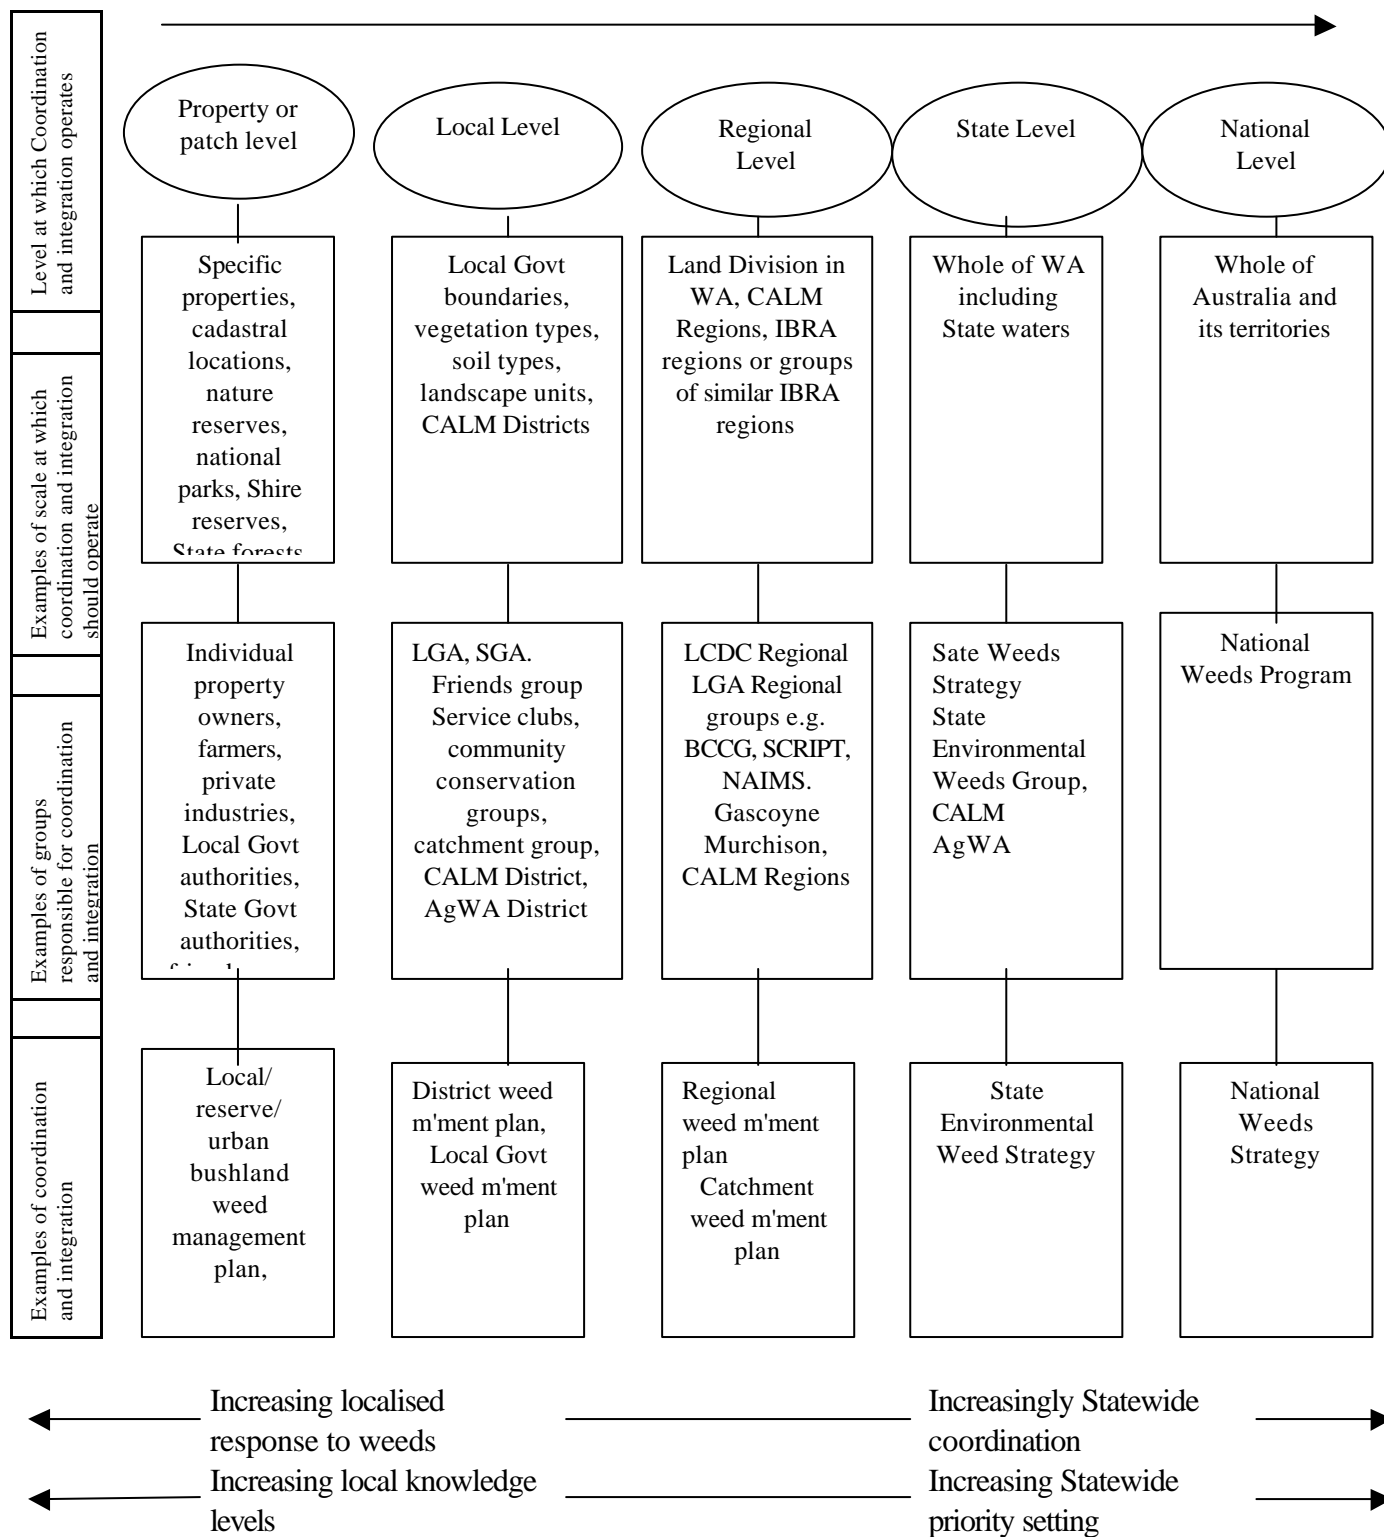 Level at which Coordination
and integration operates
Property or
patch level
Local Level
Regional
Level
State Level
National
Level
Examples of scale at which
coordination and integration
should operate
Specific
properties,
cadastral
locations,
nature
reserves,
national
parks, Shire
reserves,
State forests
Local Govt
boundaries,
vegetation types,
soil types,
landscape units,
CALM Districts
Land Division in
WA, CALM
Regions, IBRA
regions or groups
of similar IBRA
regions
Whole of WA
including
State waters
Whole of
Australia and
its territories
Examples of groups
responsible for coordination
and integration
Individual
property
owners,
farmers,
private
industries,
Local Govt
authorities,
State Govt
authorities,
LGA, SGA.
Friends group
Service clubs,
community
conservation
groups,
catchment group,
CALM District,
AgWA District
LCDC Regional
LGA Regional
groups e.g.
BCCG, SCRIPT,
NAIMS.
Gascoyne
Murchison,
CALM Regions
Sate Weeds
Strategy
State
Environmental
Weeds Group,
CALM
AgWA
National
Weeds Program
Examples of coordination
and integration
Local/
reserve/
urban
bushland
weed
management
plan,
District weed
m'ment plan,
Local Govt
weed m'ment
plan
Regional
weed m'ment
plan
Catchment
weed m'ment
plan
State
Environmental
Weed Strategy
National
Weeds
Strategy
Increasing localised
response to weeds
Increasingly Statewide
coordination
Increasing local knowledge
levels
Increasing Statewide
priority setting